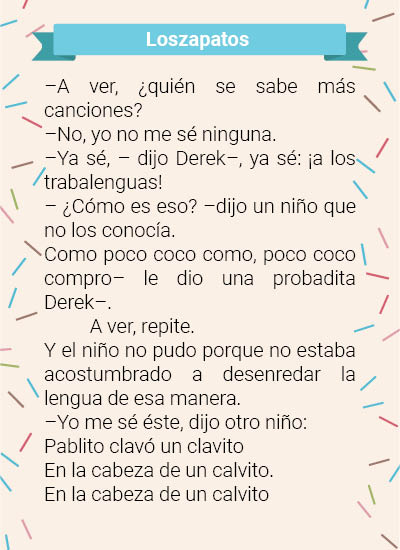 Loszapatos
–A ver, ¿quién se sabe más
canciones?
–No, yo no me sé ninguna.
–Ya sé, – dijo Derek–, ya sé: ¡a los
trabalenguas!
– ¿Cómo es eso? –dijo un niño que
no los conocía.
Como poco coco como, poco coco
compro– le dio una probadita
Derek–.
A ver, repite.
Y el niño no pudo porque no estaba
acostumbrado a desenredar la
lengua de esa manera.
–Yo me sé éste, dijo otro niño:
Pablito clavó un clavito
En la cabeza de un calvito.
En la cabeza de un calvito